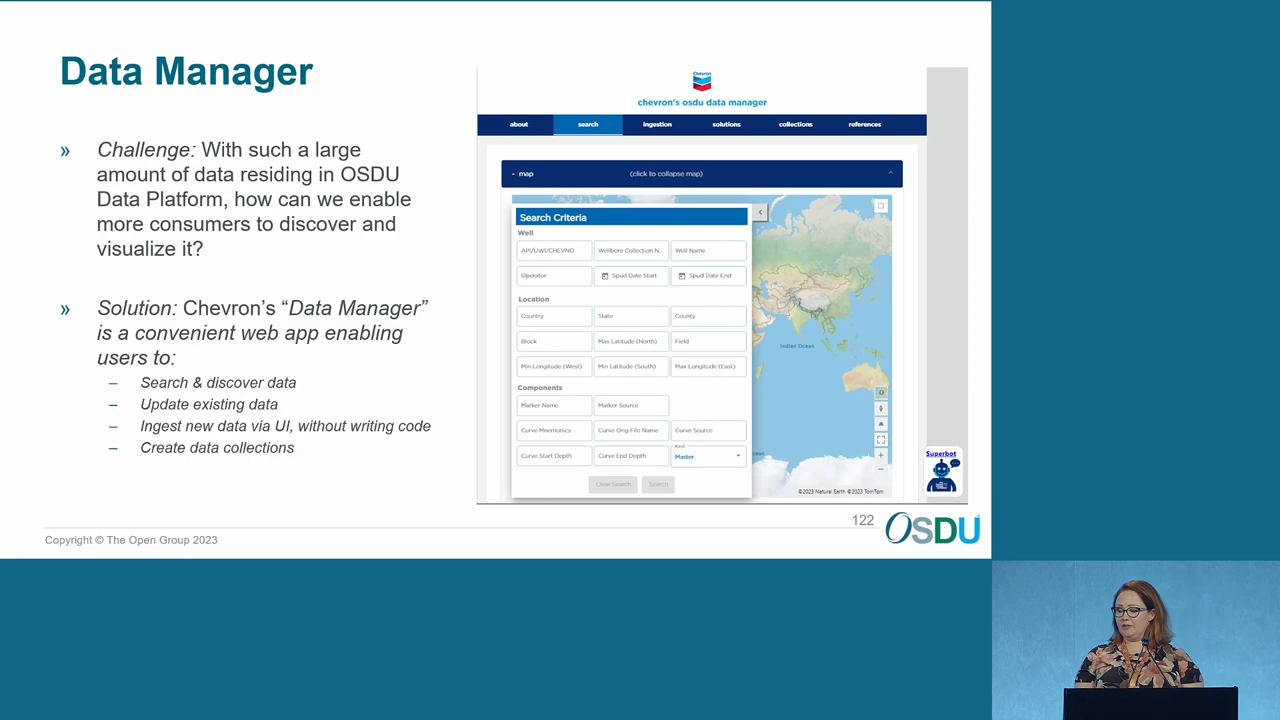 Data Manager
» Challenge: With such a large
amount of data residing in OSDU
Data Platform, how can we enable
more consumers to discover and
visualize it?
» Solution: Chevron's "Data Manager"
is a convenient web app enabling
users to:
– Search & discover data
– Update existing data
– Ingest new data via UI, without writing code
– Create data collections
Chevron
chevron's osdu data manager
about search ingestion solutions collections references
- map (click to collapse map)
Search Criteria
Well
API/UWI/CHEVNO Wellbore Collection N... Well Name
Operator Spud Date Start Spud Date End
Location
Country State County
Block Max Latitude (North) Field
Min Longitude (West) Min Latitude (South) Max Longitude (East)
Components
Marker Name Marker Source
Curve Mnemonics Curve Orig File Name Curve Source
Curve Start Depth Curve End Depth Kind Master
Clear Search Search
Indian Ocean
©2023 Natural Earth ©2023 TomTom
Superbot
122
OSDU
Copyright © The Open Group 2023